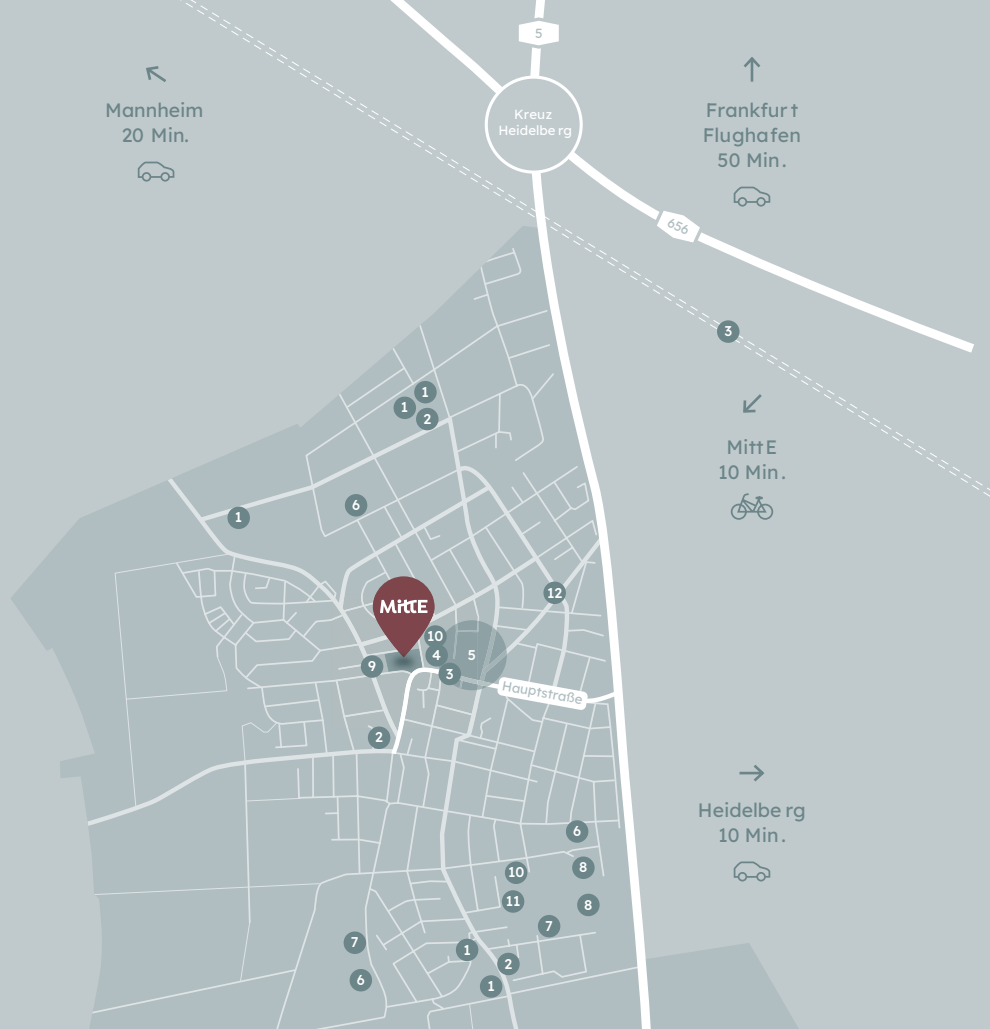 5
Mannheim
20 Min.
Frankfurt
Flughafen
50 Min.
Kreuz
Heidelberg
656
3
1
1
2
MittE
10 Min.
6
1
12
MittE
10
4
5
9
3
Hauptstraße
2
Heidelberg
10 Min.
6
8
10
11
8
7
7
1
2
6
1